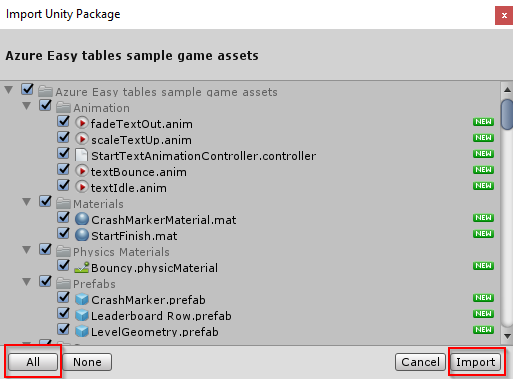 Import Unity Package
Azure Easy tables sample game assets
Azure Easy tables sample game assets
Animation
fadeTextOut.anim NEW
scaleTextUp.anim NEW
StartTextAnimationController.controller NEW
textBounce.anim NEW
textIdle.anim NEW
Materials
CrashMarkerMaterial.mat NEW
StartFinish.mat NEW
Physics Materials
Bouncy.physicMaterial NEW
Prefabs
CrashMarker.prefab NEW
Leaderboard Row.prefab NEW
LevelGeometry.prefab NEW
All None Cancel Import